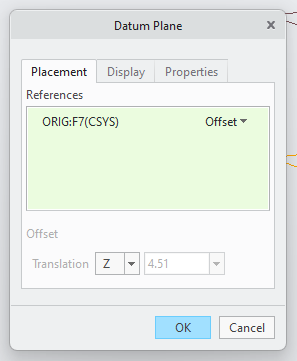 Datum Plane
Placement Display Properties
References
ORIG:F7(CSYS) Offset
Offset
Translation Z 4.51
OK Cancel